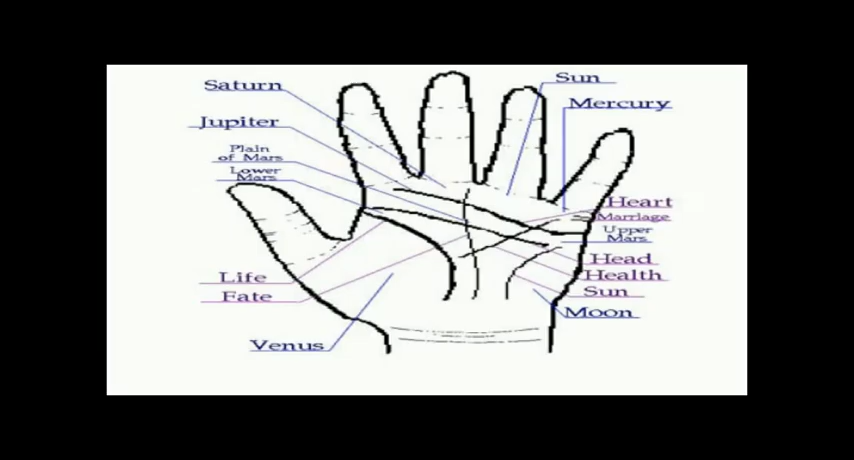 Saturn
Jupiter
Plain
of Mars
Lower
Mars
Life
Fate
Venus
Sun
Mercury
Heart
Marriage
Upper
Mars
Head
Health
Sun
Moon